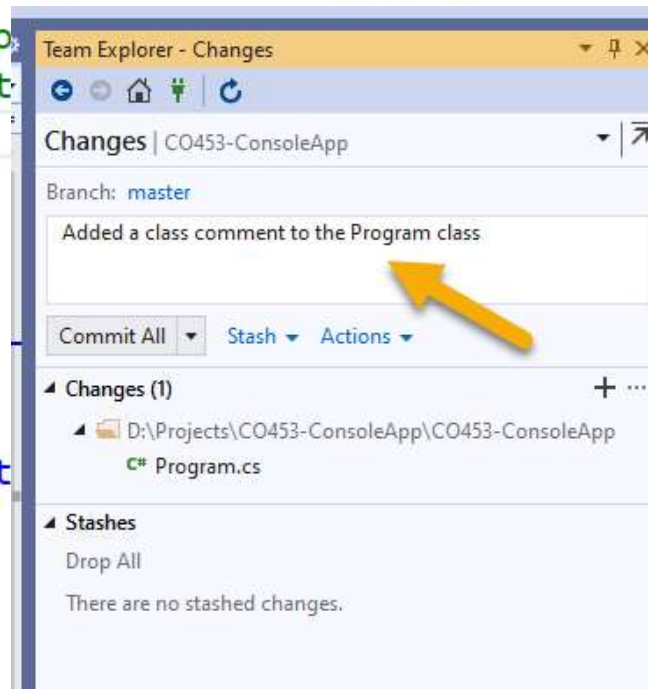 Team Explorer - Changes
Changes | CO453-ConsoleApp
Branch: master
Added a class comment to the Program class
Commit All Stash Actions
Changes (1)
D:\Projects\CO453-ConsoleApp\CO453-ConsoleApp
C# Program.cs
Stashes
Drop All
There are no stashed changes.